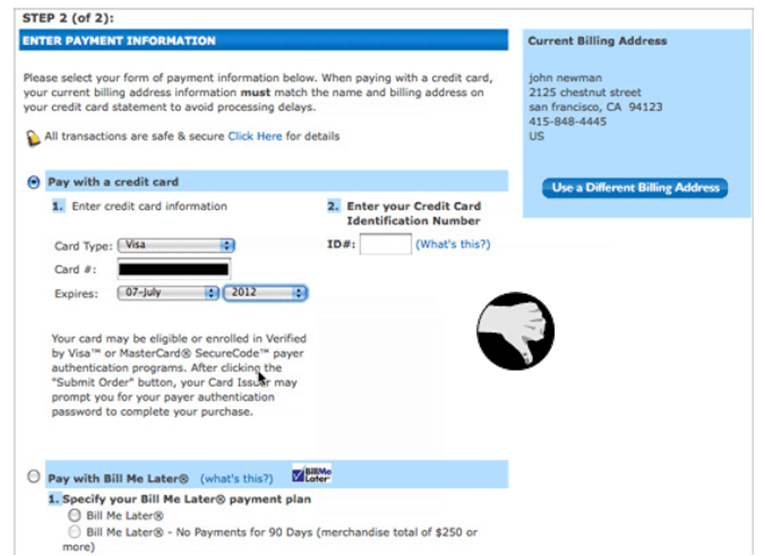 STEP 2 (of 2):
ENTER PAYMENT INFORMATION
Please select your form of payment information below. When paying with a credit card,
your current billing address information must match the name and billing address on
your credit card statement to avoid processing delays.
All transactions are safe & secure Click Here for details
Current Billing Address
john newman
2125 chestnut street
san francisco, CA 94123
415-848-4445
US
Use a Different Billing Address
Pay with a credit card
1. Enter credit card information
Card Type: Visa
Card #:
Expires: 07-July 2012
2. Enter your Credit Card
Identification Number
ID#: (What's this?)
Your card may be eligible or enrolled in Verified
by Visa™ or MasterCard® SecureCode™ payer
authentication programs. After clicking the
"Submit Order" button, your Card Issuer may
prompt you for your payer authentication
password to complete your purchase.
Pay with Bill Me Later® (what's this?) BillMe
Later
1. Specify your Bill Me Later® payment plan
Bill Me Later®
Bill Me Later® - No Payments for 90 Days (merchandise total of $250 or
more)